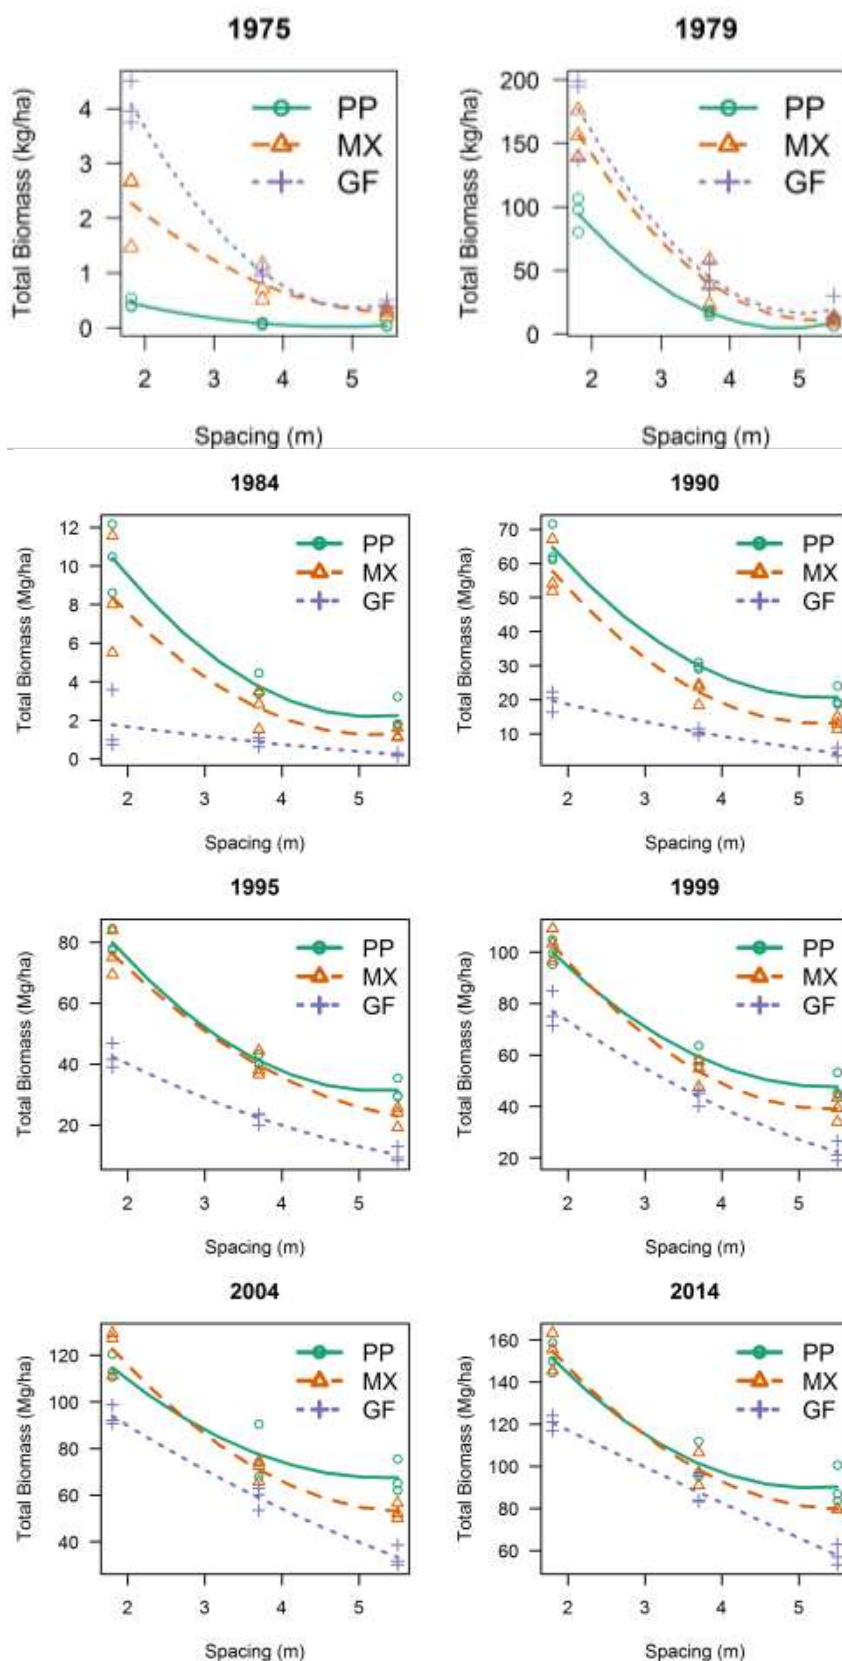 1975
Total Biomass (kg/ha)
4
3
2
1
0
PP
MX
GF
2 3 4 5
Spacing (m)
1979
Total Biomass (kg/ha)
200
150
100
50
0
PP
MX
GF
2 3 4 5
Spacing (m)
1984
Total Biomass (Mg/ha)
12
10
8
6
4
2
0
PP
MX
GF
2 3 4 5
Spacing (m)
1990
Total Biomass (Mg/ha)
70
60
50
40
30
20
10
PP
MX
GF
2 3 4 5
Spacing (m)
1995
Total Biomass (Mg/ha)
80
60
40
20
PP
MX
GF
2 3 4 5
Spacing (m)
1999
Total Biomass (Mg/ha)
100
80
60
40
20
PP
MX
GF
2 3 4 5
Spacing (m)
2004
Total Biomass (Mg/ha)
120
100
80
60
40
PP
MX
GF
2 3 4 5
Spacing (m)
2014
Total Biomass (Mg/ha)
160
140
120
100
80
60
PP
MX
GF
2 3 4 5
Spacing (m)